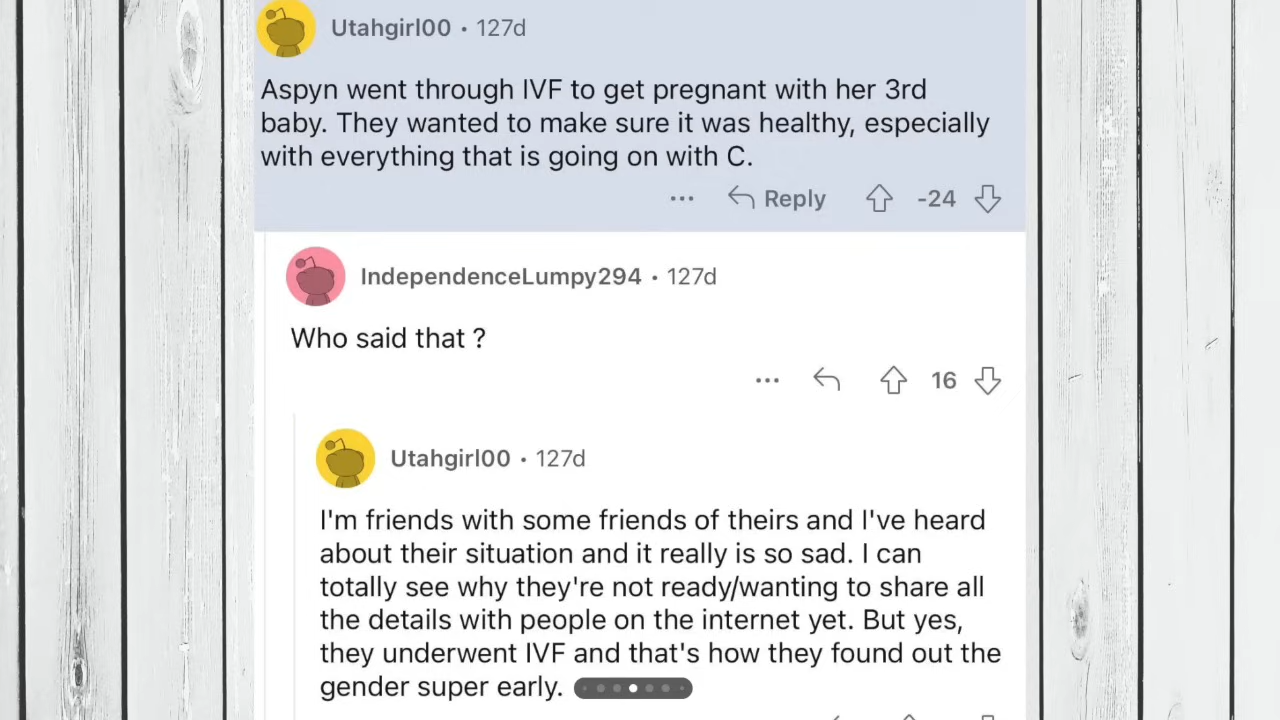 Utahgirl00 • 127d
Aspyn went through IVF to get pregnant with her 3rd
baby. They wanted to make sure it was healthy, especially
with everything that is going on with C.
Reply -24
IndependenceLumpy294 • 127d
Who said that ?
16
Utahgirl00 • 127d
I'm friends with some friends of theirs and I've heard
about their situation and it really is so sad. I can
totally see why they're not ready/wanting to share all
the details with people on the internet yet. But yes,
they underwent IVF and that's how they found out the
gender super early.